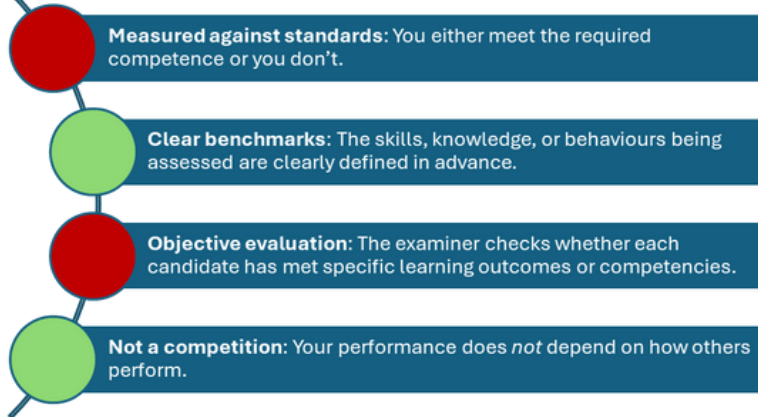 Measured against standards: You either meet the required
competence or you don't.
Clear benchmarks: The skills, knowledge, or behaviours being
assessed are clearly defined in advance.
Objective evaluation: The examiner checks whether each
candidate has met specific learning outcomes or competencies.
Not a competition: Your performance does not depend on how others
perform.